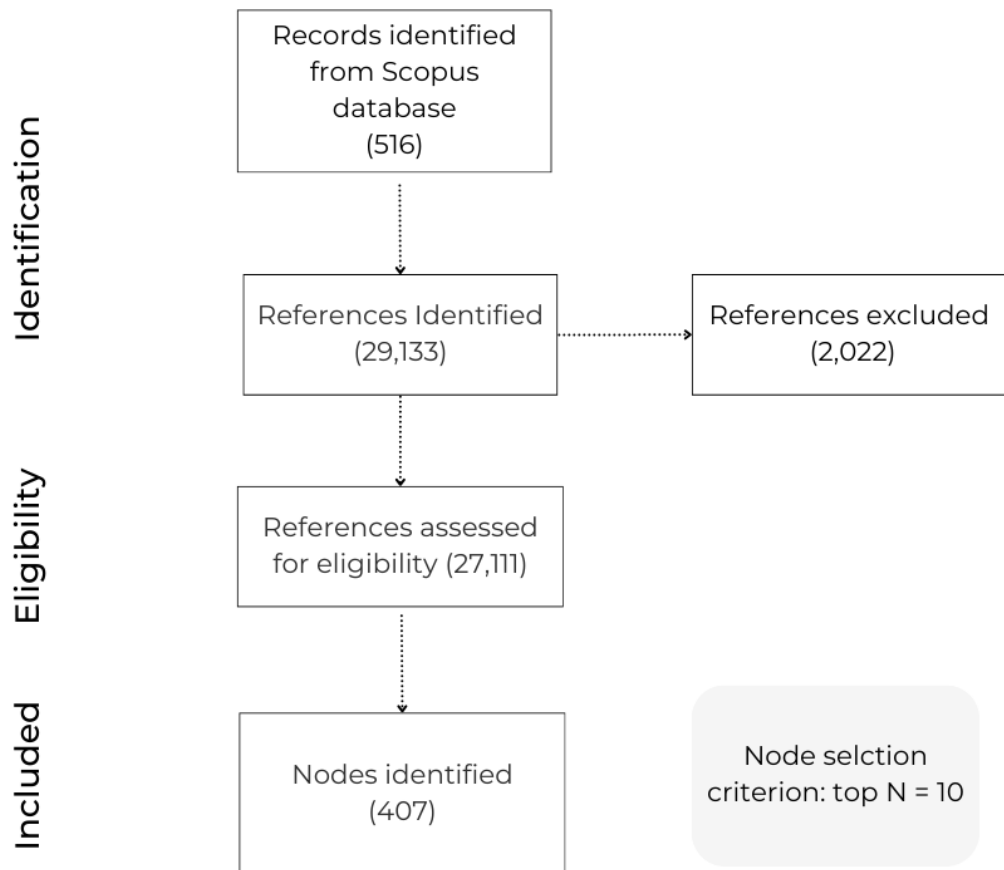 Identification
Records identified
from Scopus
database
(516)
References Identified
(29,133)
References excluded
(2,022)
Eligibility
References assessed
for eligibility (27,111)
Included
Nodes identified
(407)
Node selction
criterion: top N = 10